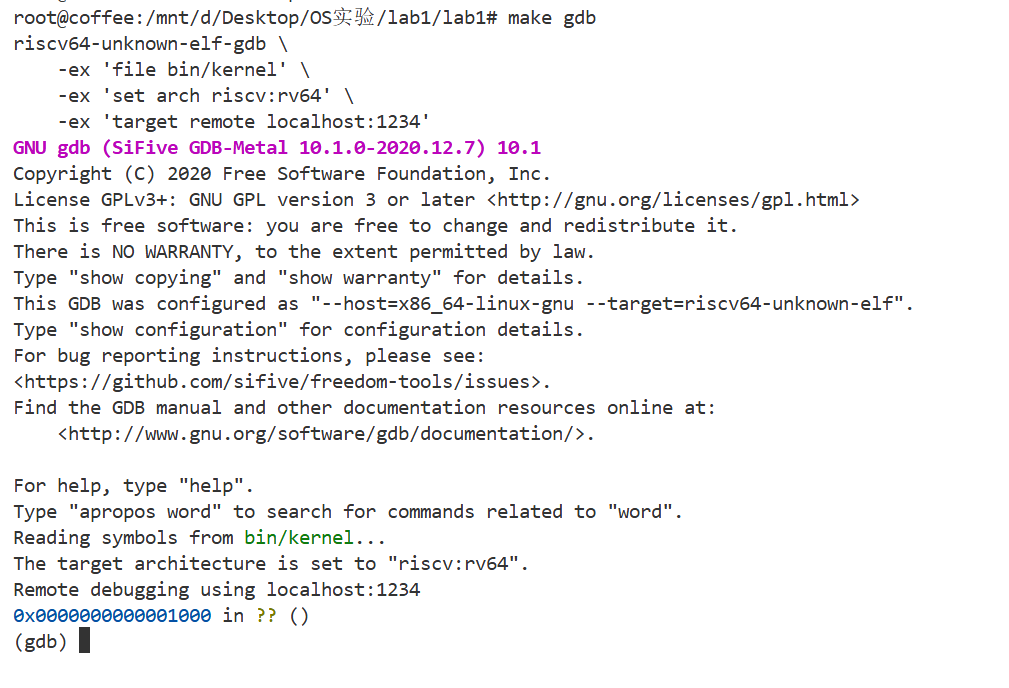 root@coffee:/mnt/d/Desktop/OS实验/lab1/lab1# make gdb
riscv64-unknown-elf-gdb \
    -ex 'file bin/kernel' \
    -ex 'set arch riscv:rv64' \
    -ex 'target remote localhost:1234'
GNU gdb (SiFive GDB-Metal 10.1.0-2020.12.7) 10.1
Copyright (C) 2020 Free Software Foundation, Inc.
License GPLv3+: GNU GPL version 3 or later <http://gnu.org/licenses/gpl.html>
This is free software: you are free to change and redistribute it.
There is NO WARRANTY, to the extent permitted by law.
Type "show copying" and "show warranty" for details.
This GDB was configured as "--host=x86_64-linux-gnu --target=riscv64-unknown-elf".
Type "show configuration" for configuration details.
For bug reporting instructions, please see:
<https://github.com/sifive/freedom-tools/issues>.
Find the GDB manual and other documentation resources online at:
    <http://www.gnu.org/software/gdb/documentation/>.

For help, type "help".
Type "apropos word" to search for commands related to "word".
Reading symbols from bin/kernel...
The target architecture is set to "riscv:rv64".
Remote debugging using localhost:1234
0x0000000000001000 in ?? ()
(gdb)